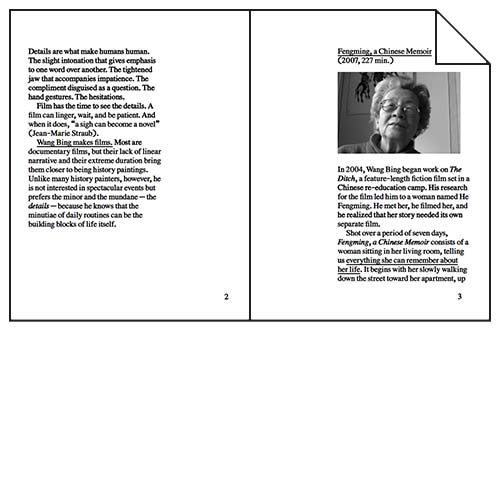 Details are what make humans human.
The slight intonation that gives emphasis
to one word over another. The tightened
jaw that accompanies impatience. The
compliment disguised as a question. The
hand gestures. The hesitations.
Film has the time to see the details. A
film can linger, wait, and be patient. And
when it does, “a sigh can become a novel”
(Jean-Marie Straub).
Wang Bing makes films. Most are
documentary films, but their lack of linear
narrative and their extreme duration bring
them closer to being history paintings.
Unlike many history painters, however, he
is not interested in spectacular events but
prefers the minor and the mundane — the
details — because he knows that the
minutiae of daily routines can be the
building blocks of life itself.
2
Fengming, a Chinese Memoir
(2007, 227 min.)
In 2004, Wang Bing began work on The
Ditch, a feature-length fiction film set in a
Chinese re-education camp. His research
for the film led him to a woman named He
Fengming. He met her, he filmed her, and
he realized that her story needed its own
separate film.
Shot over a period of seven days,
Fengming, a Chinese Memoir consists of a
woman sitting in her living room, telling
us everything she can remember about
her life. It begins with her slowly walking
down the street toward her apartment, up
3